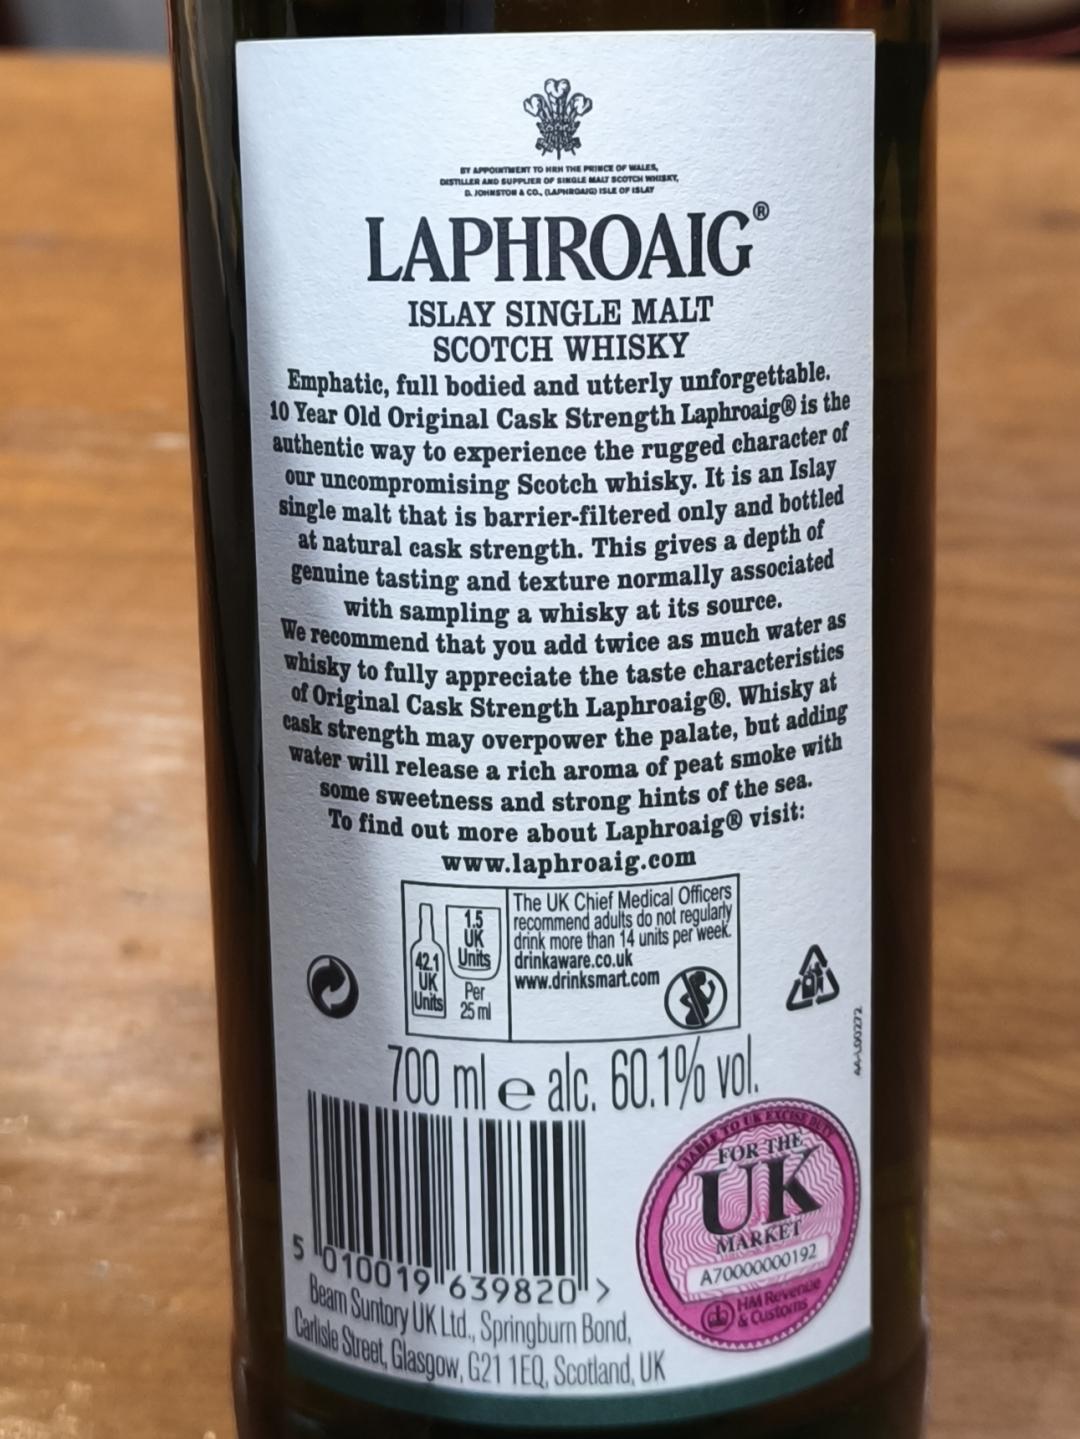 BY APPOINTMENT TO HRH THE PRINCE OF WALES,
DISTILLER AND SUPPLIER OF SINGLE MALT SCOTCH WHISKY,
D. JOHNSTON & CO., (LAPHROAIG) ISLE OF ISLAY
LAPHROAIG®
ISLAY SINGLE MALT
SCOTCH WHISKY
Emphatic, full bodied and utterly unforgettable.
10 Year Old Original Cask Strength Laphroaig® is the
authentic way to experience the rugged character of
our uncompromising Scotch whisky. It is an Islay
single malt that is barrier-filtered only and bottled
at natural cask strength. This gives a depth of
genuine tasting and texture normally associated
with sampling a whisky at its source.
We recommend that you add twice as much water as
whisky to fully appreciate the taste characteristics
of Original Cask Strength Laphroaig®. Whisky at
cask strength may overpower the palate, but adding
water will release a rich aroma of peat smoke with
some sweetness and strong hints of the sea.
To find out more about Laphroaig® visit:
www.laphroaig.com
42.1
UK
Units
1.5
UK
Units
Per
25 ml
The UK Chief Medical Officers
recommend adults do not regularly
drink more than 14 units per week.
drinkaware.co.uk
www.drinksmart.com
AA-L00272
700 ml e alc. 60.1% vol.
LIABLE TO UK EXCISE DUTY
FOR THE
UK
MARKET
A70000000192
HM Revenue
& Customs
5 010019 639820 >
Beam Suntory UK Ltd., Springburn Bond,
Carlisle Street, Glasgow, G21 1EQ, Scotland, UK